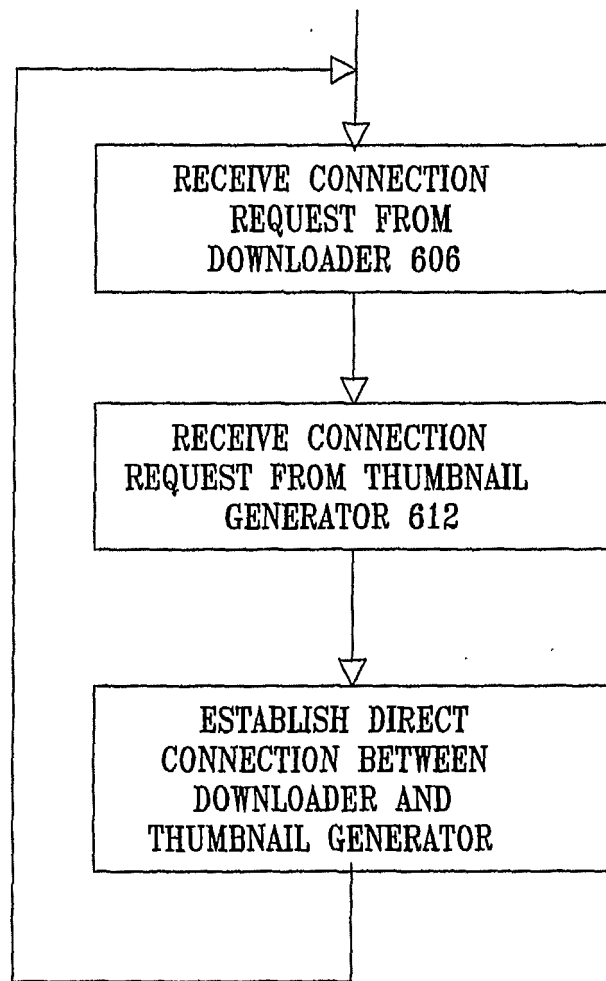 RECEIVE CONNECTION
REQUEST FROM
DOWNLOADER 606
RECEIVE CONNECTION
REQUEST FROM THUMBNAIL
GENERATOR 612
ESTABLISH DIRECT
CONNECTION BETWEEN
DOWNLOADER AND
THUMBNAIL GENERATOR